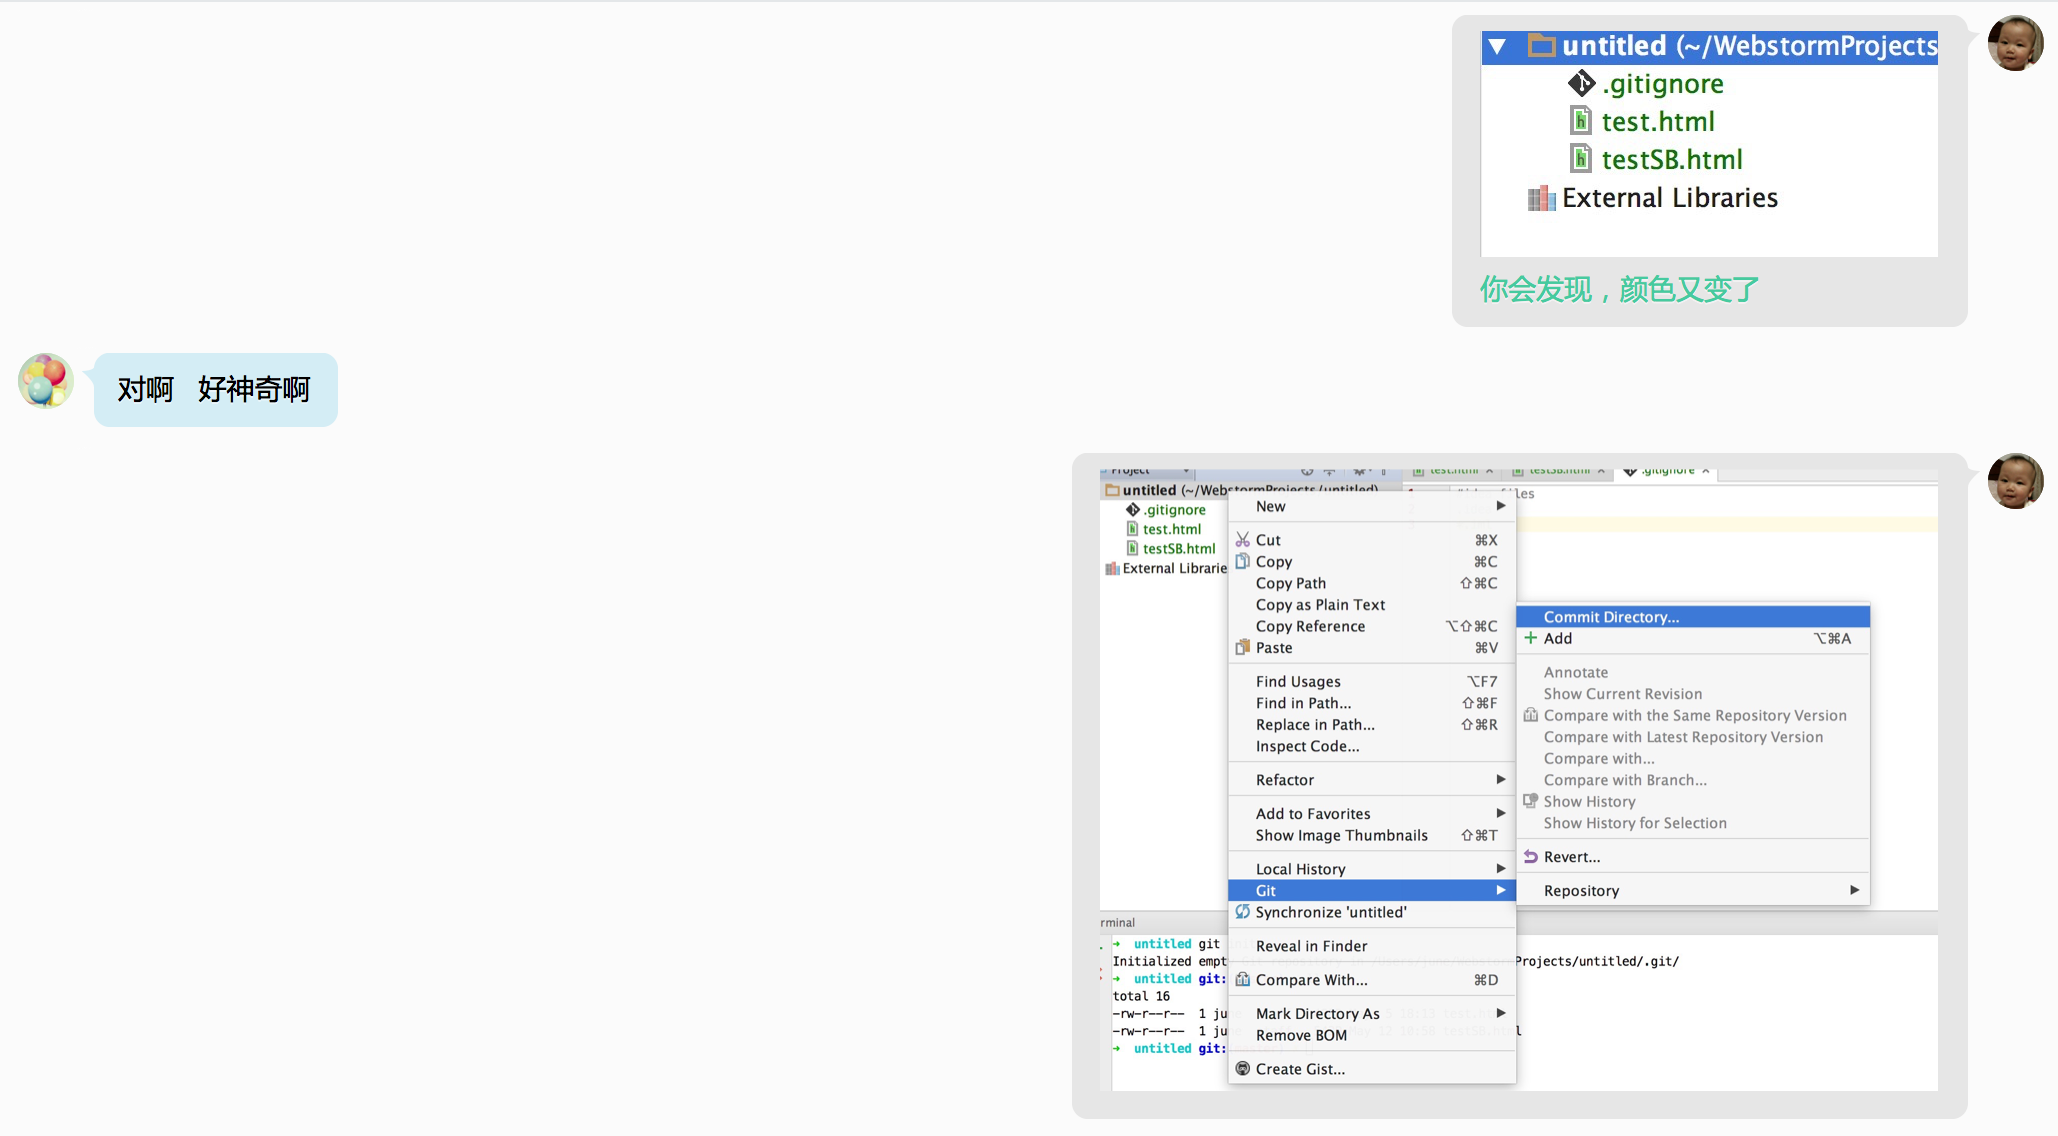 untitled (~/WebstormProjects
.gitignore
test.html
testSB.html
External Libraries
你会发现，颜色又变了
对啊 好神奇啊
Project
test.html
testSB.html
.gitignore
untitled (~/WebstormProjects/untitled)
.gitignore
test.html
testSB.html
External Librarie
New
Cut ⌘X
Copy ⌘C
Copy Path ⇧⌘C
Copy as Plain Text
Copy Reference ⌥⇧⌘C
Paste ⌘V
Find Usages ⌥F7
Find in Path... ⇧⌘F
Replace in Path... ⇧⌘R
Inspect Code...
Refactor
Add to Favorites
Show Image Thumbnails ⇧⌘T
Local History
Git
Synchronize 'untitled'
Reveal in Finder
Compare With... ⌘D
Mark Directory As
Remove BOM
Create Gist...
Commit Directory...
Add ⌥⌘A
Annotate
Show Current Revision
Compare with the Same Repository Version
Compare with Latest Repository Version
Compare with...
Compare with Branch...
Show History
Show History for Selection
Revert...
Repository
rminal
➜ untitled git
Initialized empt Projects/untitled/.git/
➜ untitled git:
total 16
-rw-r--r-- 1 ju
-rw-r--r-- 1 ju
➜ untitled git: